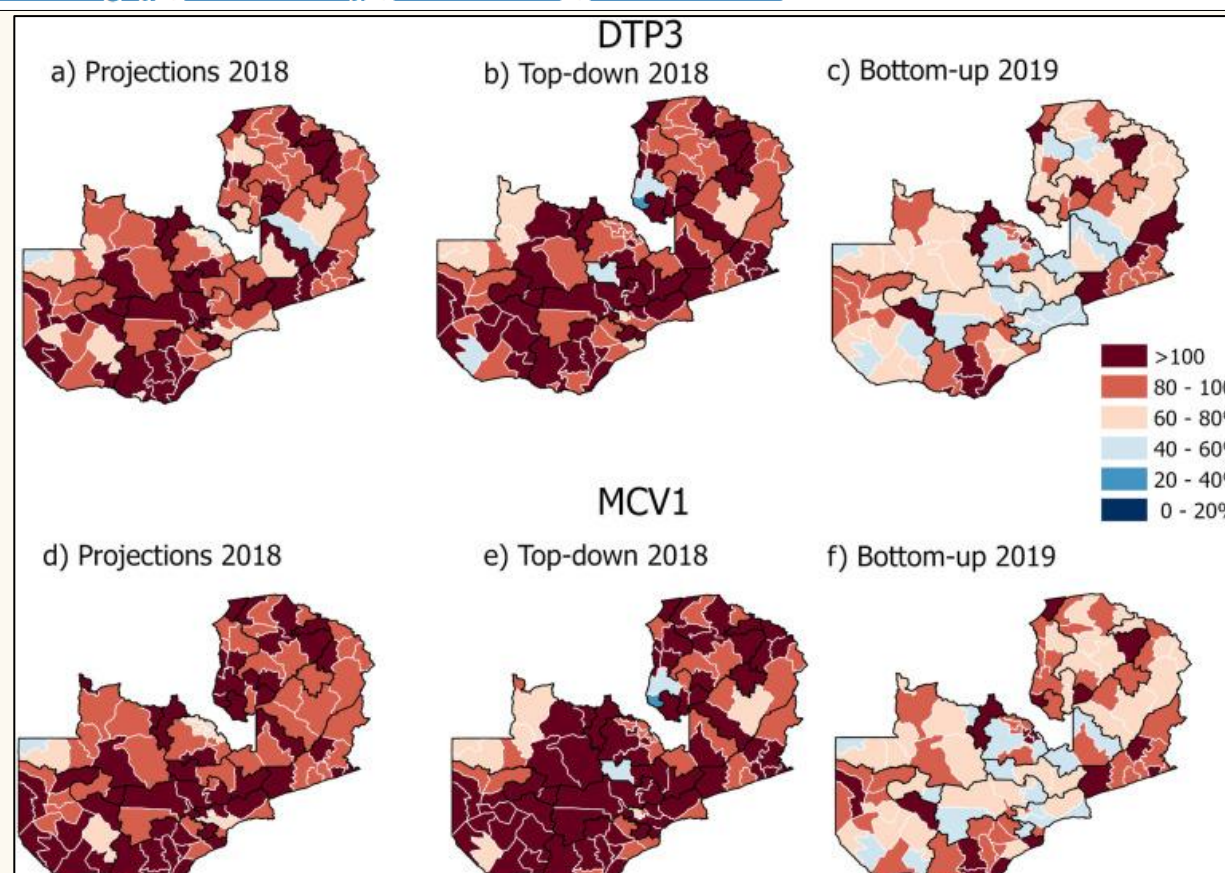 DTP3
a) Projections 2018
b) Top-down 2018
c) Bottom-up 2019
>100
80 - 100
60 - 80%
40 - 60%
20 - 40%
0 - 20%
MCV1
d) Projections 2018
e) Top-down 2018
f) Bottom-up 2019